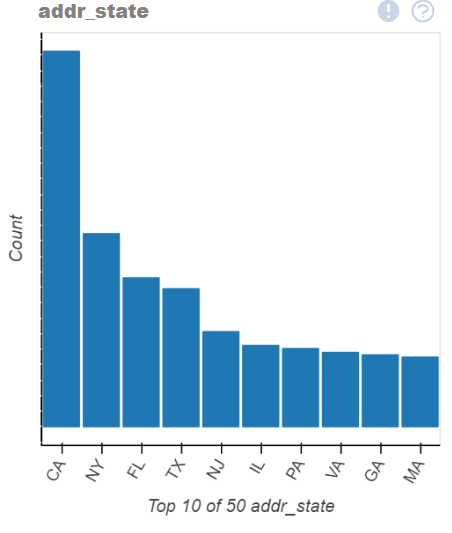 addr_state
!
?
Count
CA NY FL TX NJ IL PA VA GA MA
Top 10 of 50 addr_state